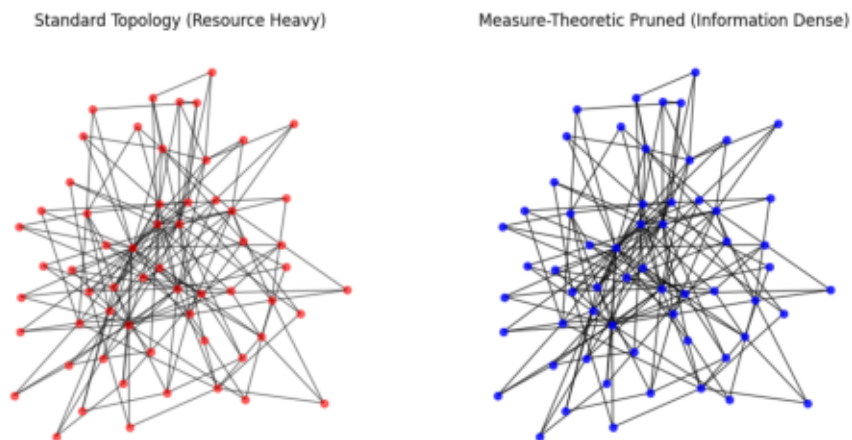 Standard Topology (Resource Heavy)
Measure-Theoretic Pruned (Information Dense)